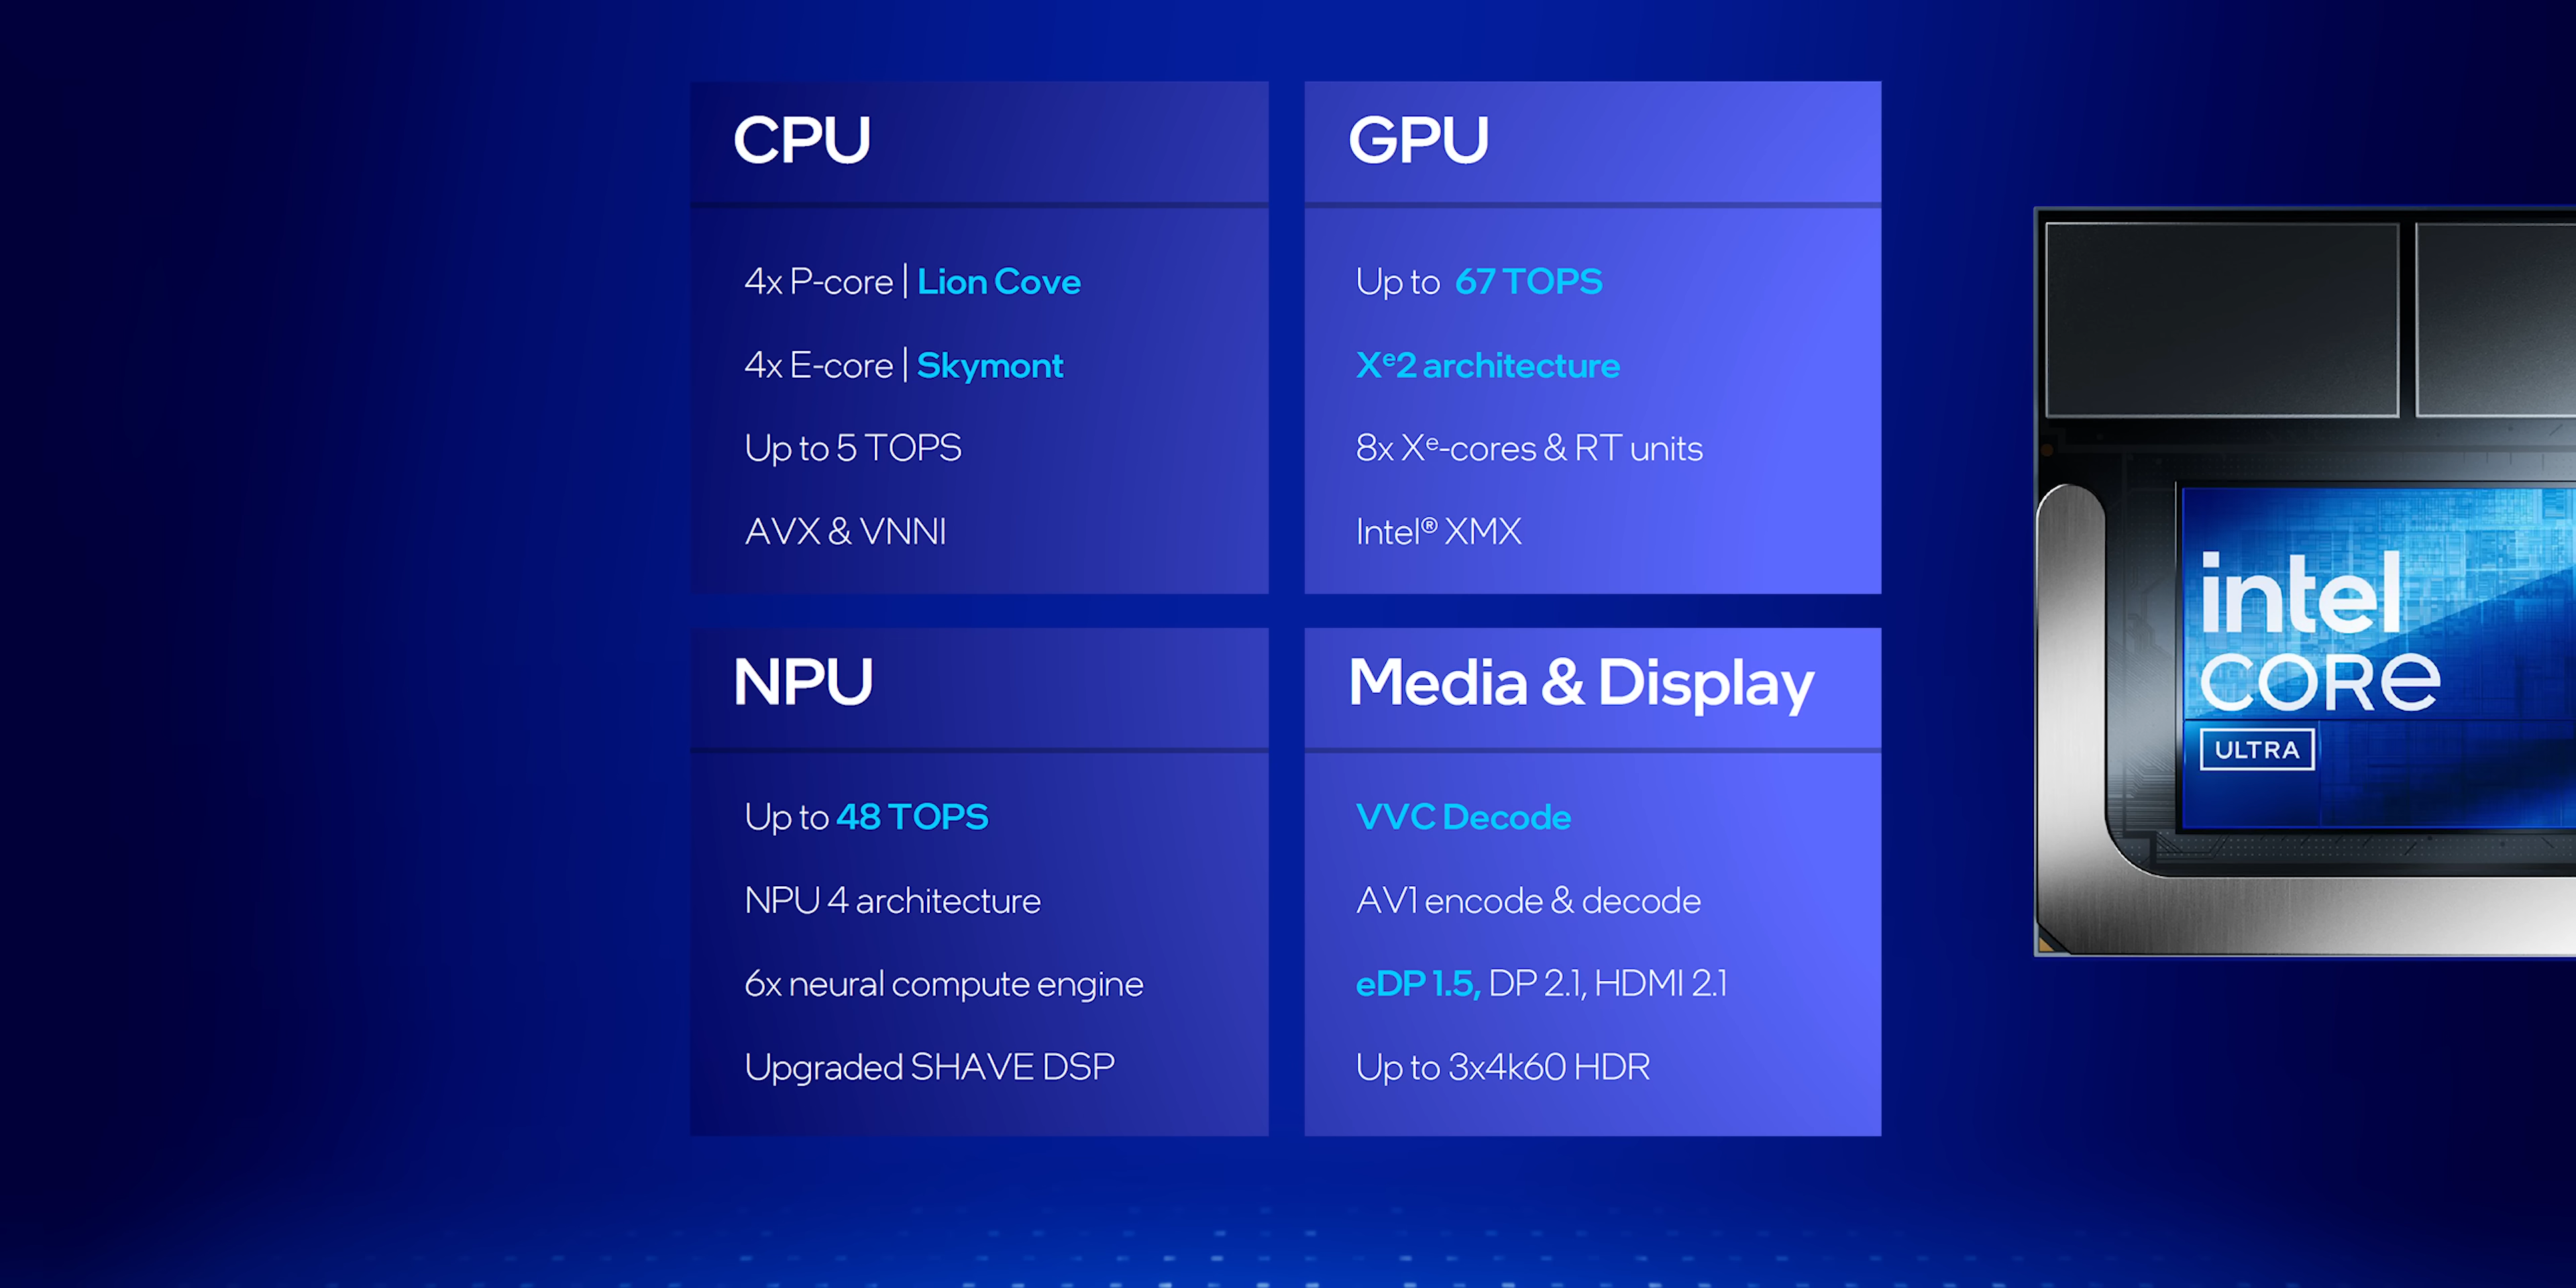 CPU
4x P-core | Lion Cove
4x E-core | Skymont
Up to 5 TOPS
AVX & VNNI
GPU
Up to 67 TOPS
Xᵉ2 architecture
8x Xᵉ-cores & RT units
Intel® XMX
NPU
Up to 48 TOPS
NPU 4 architecture
6x neural compute engine
Upgraded SHAVE DSP
Media & Display
VVC Decode
AV1 encode & decode
eDP 1.5, DP 2.1, HDMI 2.1
Up to 3x4k60 HDR
intel
CORe
ULTRA